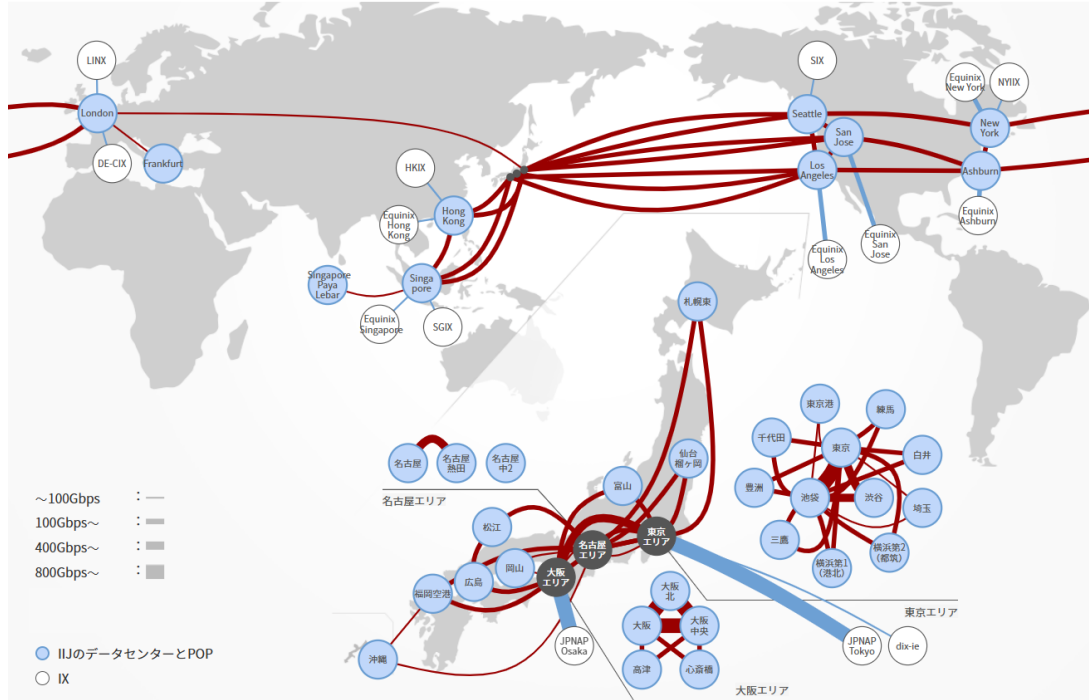 LINX
London
DE-CIX
Frankfurt
HKIX
Hong
Kong
Equinix
Hong
Kong
Singapore
Paya
Lebar
Singa
pore
Equinix
Singapore
SGIX
SIX
Seattle
San
Jose
Los
Angeles
Equinix
New York
NYIIX
New
York
Ashburn
Equinix
Ashburn
Equinix
San
Jose
Equinix
Los
Angeles
札幌東
仙台
榴ヶ岡
富山
名古屋
名古屋
熱田
名古屋
中2
名古屋エリア
松江
岡山
広島
福岡空港
沖縄
大阪
エリア
名古屋
エリア
東京
エリア
JPNAP
Osaka
大阪
北
大阪
大阪
中央
高津
心斎橋
大阪エリア
東京港
練馬
千代田
東京
白井
豊洲
池袋
渋谷
埼玉
三鷹
横浜第1
(港北)
横浜第2
(都筑)
東京エリア
JPNAP
Tokyo
dix-ie
~100Gbps :
100Gbps~ :
400Gbps~ :
800Gbps~ :
IIJのデータセンターとPOP
IX